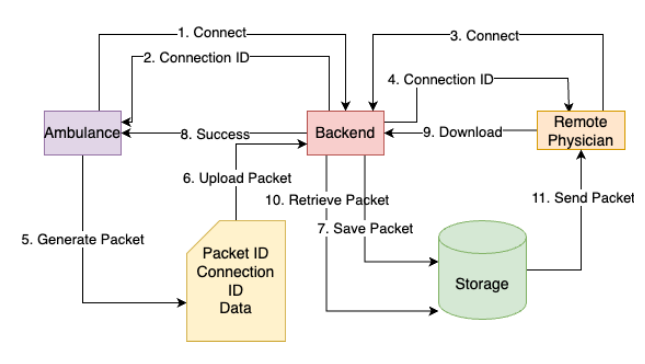 1. Connect
3. Connect
2. Connection ID
4. Connection ID
Ambulance
8. Success
Backend
9. Download
Remote
Physician
6. Upload Packet
10. Retrieve Packet
11. Send Packet
7. Save Packet
5. Generate Packet
Packet ID
Connection
ID
Data
Storage